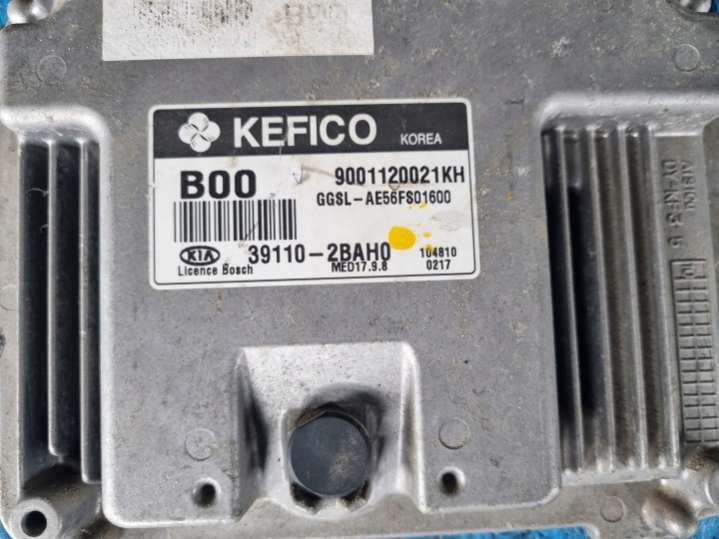 KEFICO KOREA
B00 9001120021KH
GGSL-AE56FS01600
KIA 39110-2BAH0 104810
Licence Bosch MED17.9.8 0217